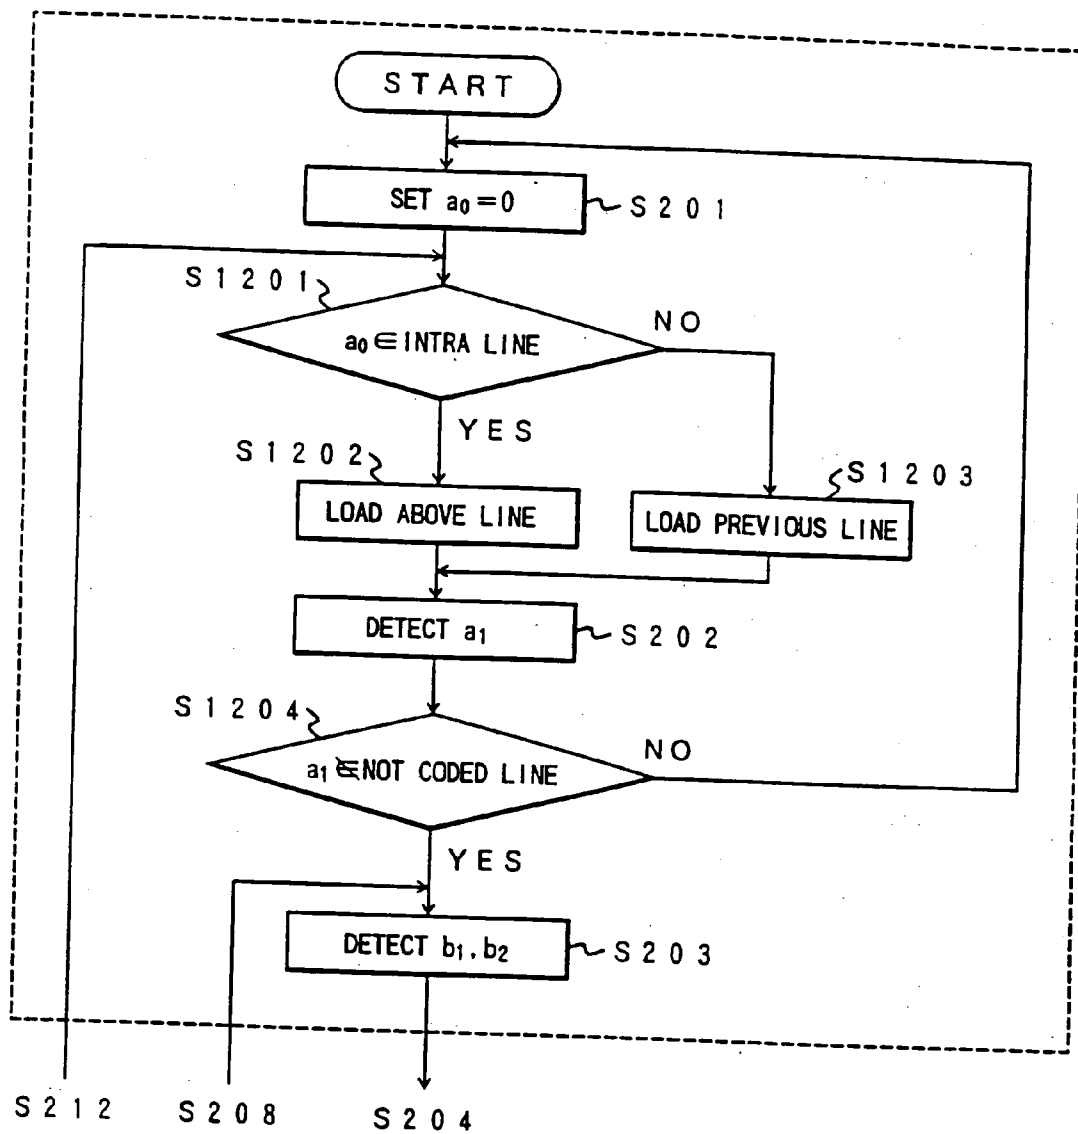 START
SET a₀=0
S201
S1201
a₀∈INTRA LINE
NO
YES
S1202
S1203
LOAD ABOVE LINE
LOAD PREVIOUS LINE
DETECT a₁
S202
S1204
a₁∉NOT CODED LINE
NO
YES
DETECT b₁,b₂
S203
S212
S208
S204